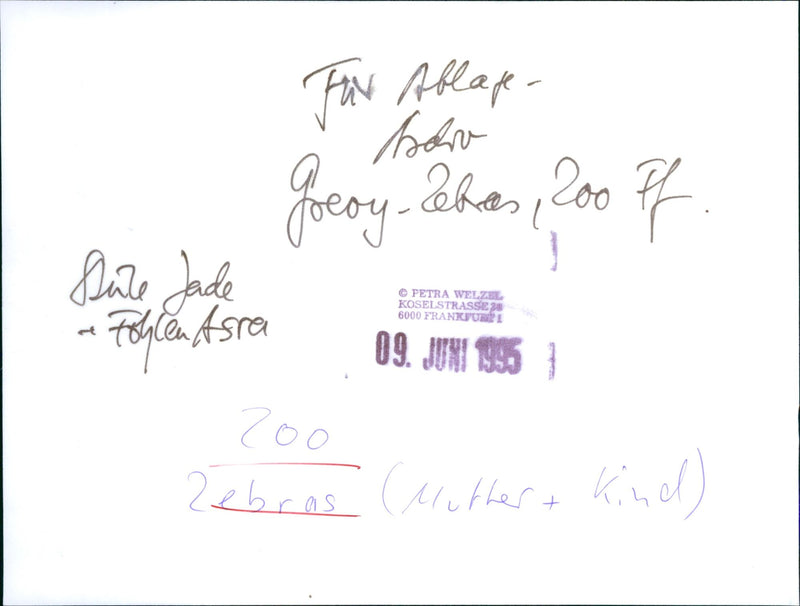 Für Ablage-
Archiv
Grevy-Zebras, Zoo Ff.
Stute Jade
+ Fohlen Asra
© PETRA WELZEL
KOSELSTRASSE
6000 FRANKFURT 1
09. JUNI 1995
Zoo
Zebras (Mutter + Kind)